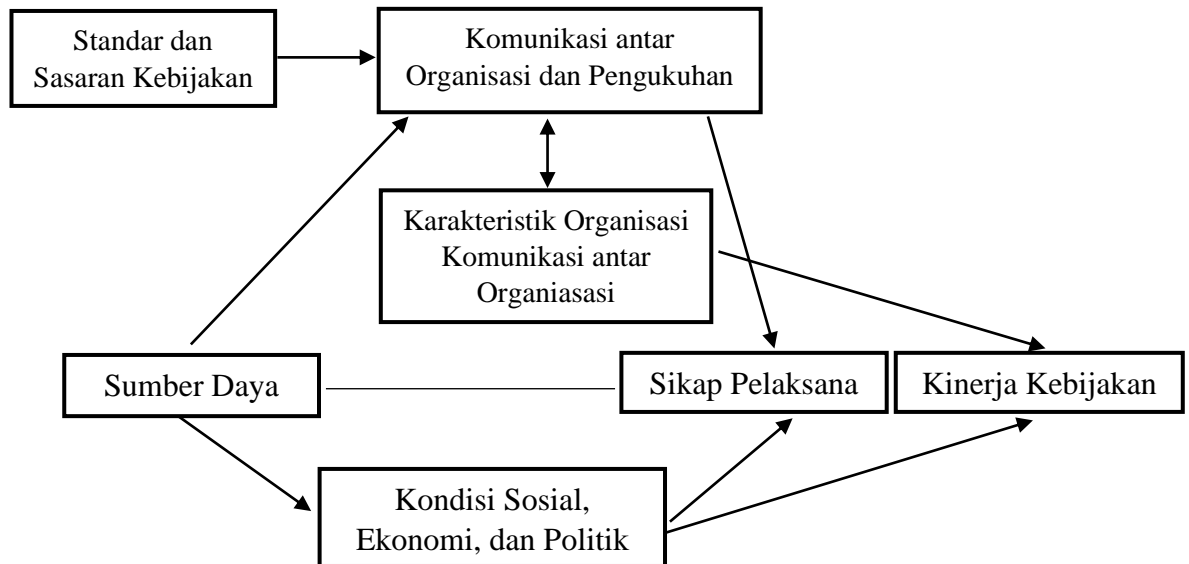 Standar dan
Sasaran Kebijakan
Komunikasi antar
Organisasi dan Pengukuhan
Karakteristik Organisasi
Komunikasi antar
Organiasasi
Sumber Daya
Sikap Pelaksana
Kinerja Kebijakan
Kondisi Sosial,
Ekonomi, dan Politik